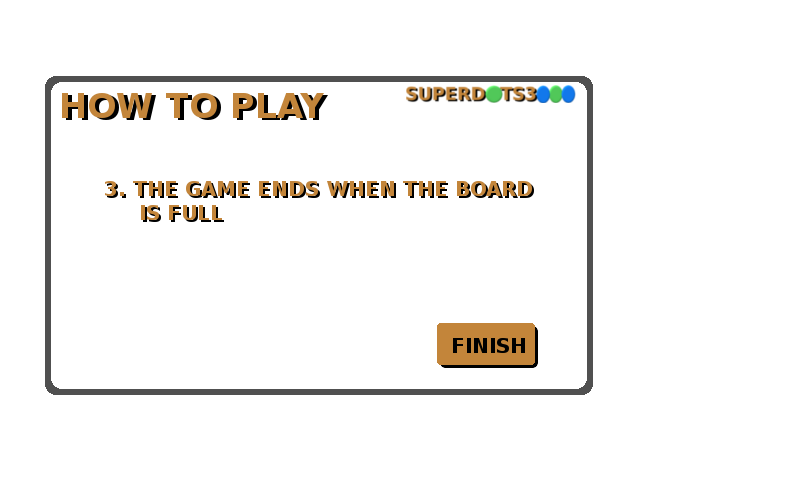 HOW TO PLAY
SUPERDOTS3
3. THE GAME ENDS WHEN THE BOARD
IS FULL
FINISH